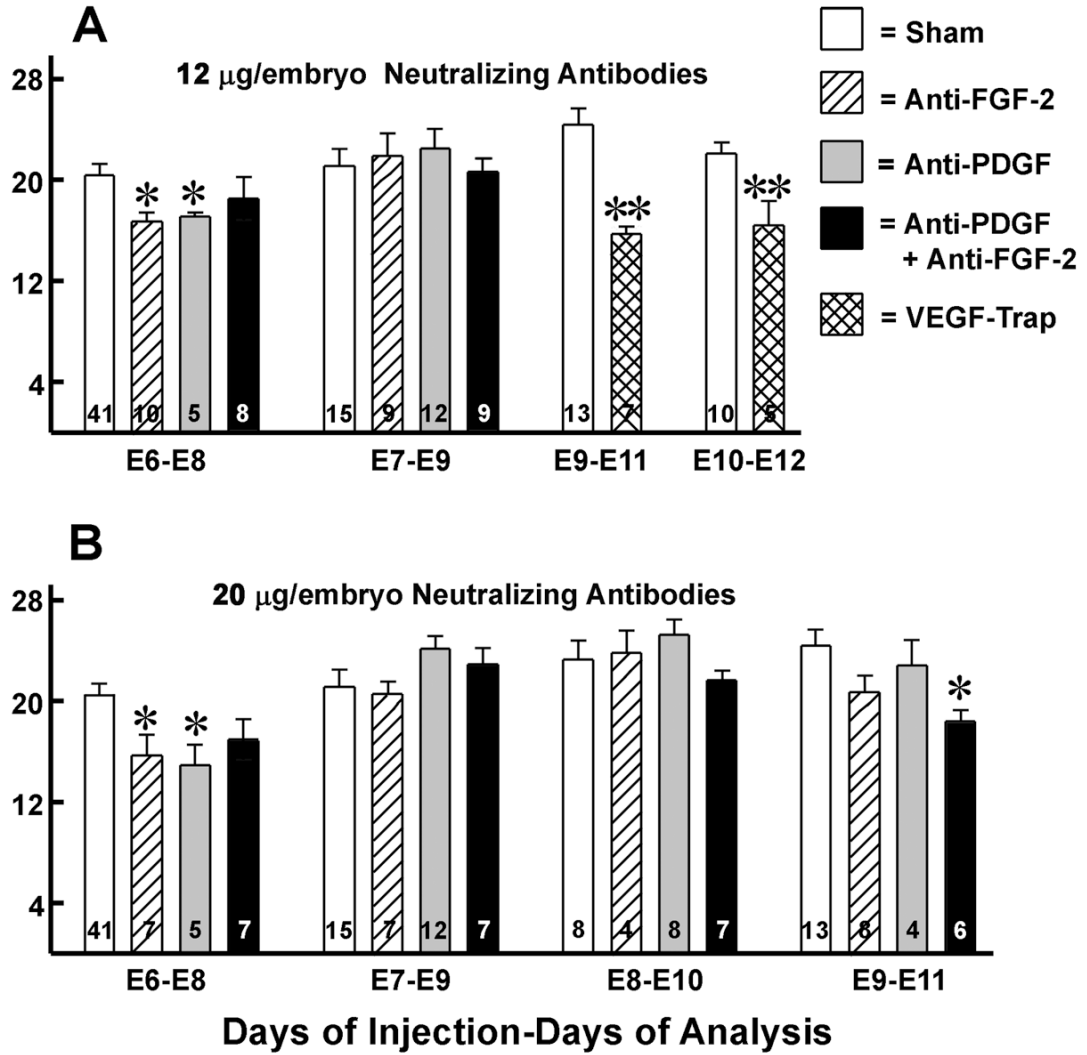 A
12 μg/embryo Neutralizing Antibodies
28
20
12
4
* * ** **
41 10 5 8 15 9 12 9 13 7 10 5
E6-E8 E7-E9 E9-E11 E10-E12
= Sham
= Anti-FGF-2
= Anti-PDGF
= Anti-PDGF
+ Anti-FGF-2
= VEGF-Trap
B
20 μg/embryo Neutralizing Antibodies
28
20
12
4
* * *
41 7 5 7 15 7 12 7 8 4 8 7 13 8 4 6
E6-E8 E7-E9 E8-E10 E9-E11
Days of Injection-Days of Analysis